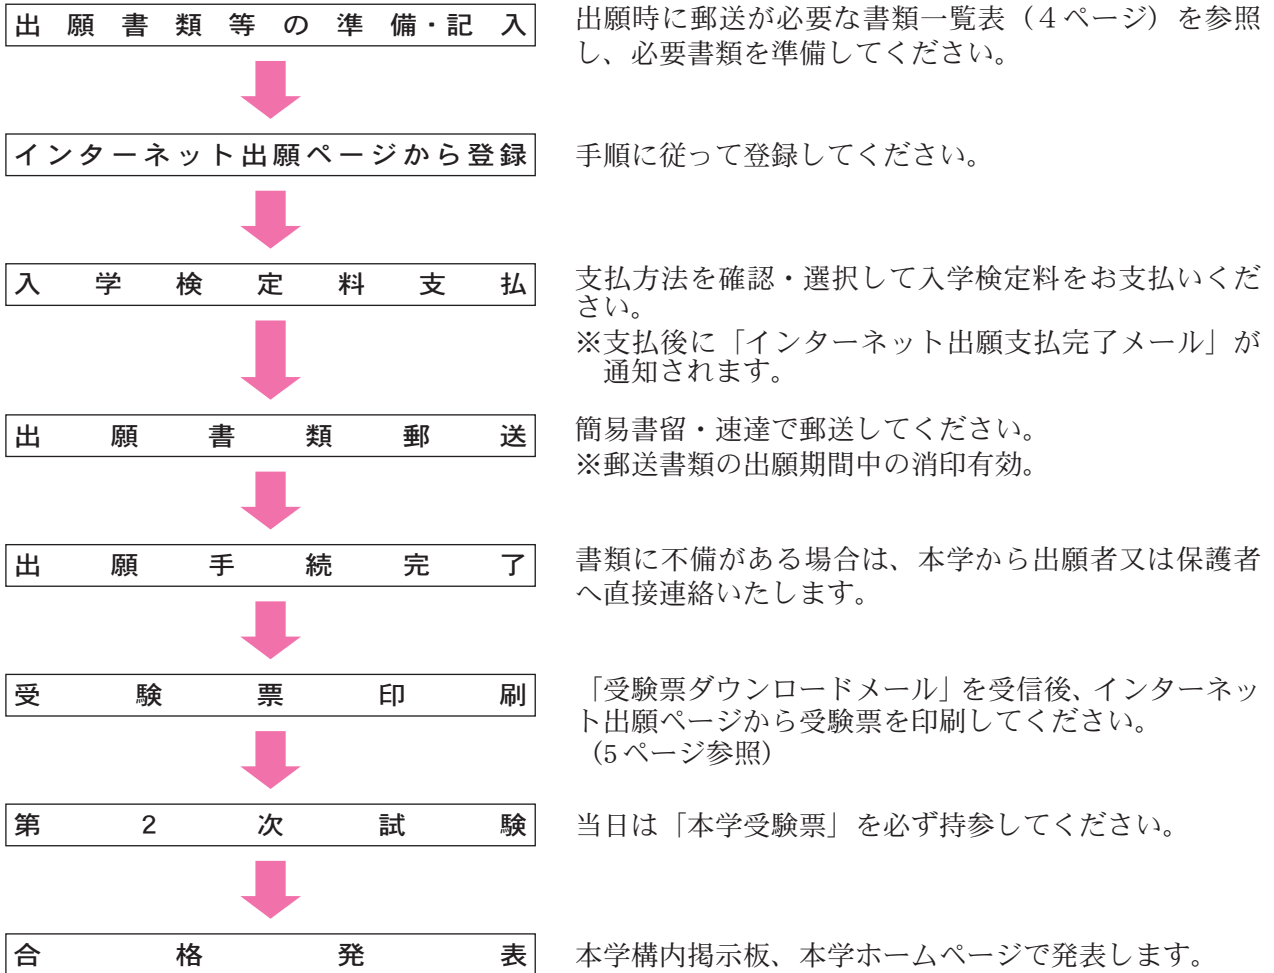 出願書類等の準備・記入
出願時に郵送が必要な書類一覧表（４ページ）を参照
し、必要書類を準備してください。
インターネット出願ページから登録
手順に従って登録してください。
入学検定料支払
支払方法を確認・選択して入学検定料をお支払いくだ
さい。
※支払後に「インターネット出願支払完了メール」が
通知されます。
出願書類郵送
簡易書留・速達で郵送してください。
※郵送書類の出願期間中の消印有効。
出願手続完了
書類に不備がある場合は、本学から出願者又は保護者
へ直接連絡いたします。
受験票印刷
「受験票ダウンロードメール」を受信後、インターネッ
ト出願ページから受験票を印刷してください。
（5ページ参照）
第2次試験
当日は「本学受験票」を必ず持参してください。
合格発表
本学構内掲示板、本学ホームページで発表します。